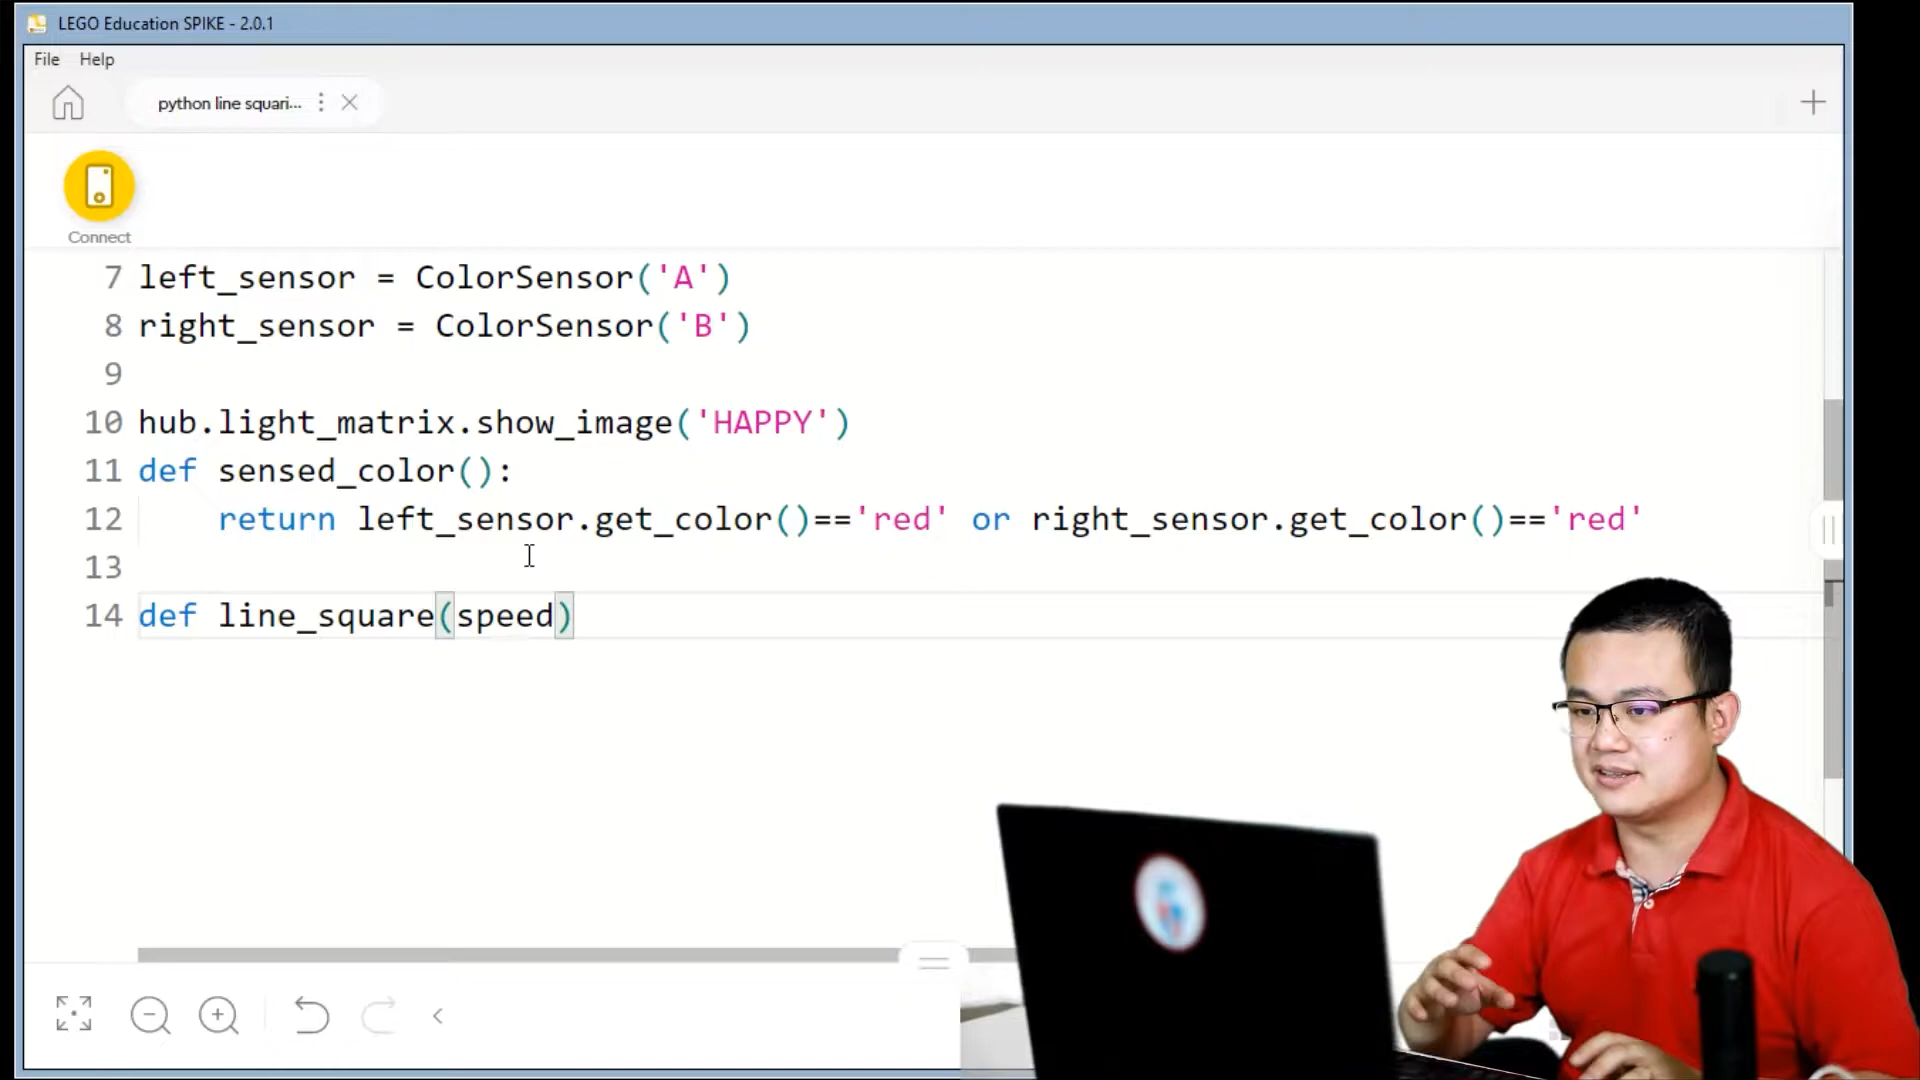 LEGO Education SPIKE - 2.0.1
File Help
python line squari...
Connect
7 left_sensor = ColorSensor('A')
8 right_sensor = ColorSensor('B')
9
10 hub.light_matrix.show_image('HAPPY')
11 def sensed_color():
12 return left_sensor.get_color()=='red' or right_sensor.get_color()=='red'
13
14 def line_square(speed)